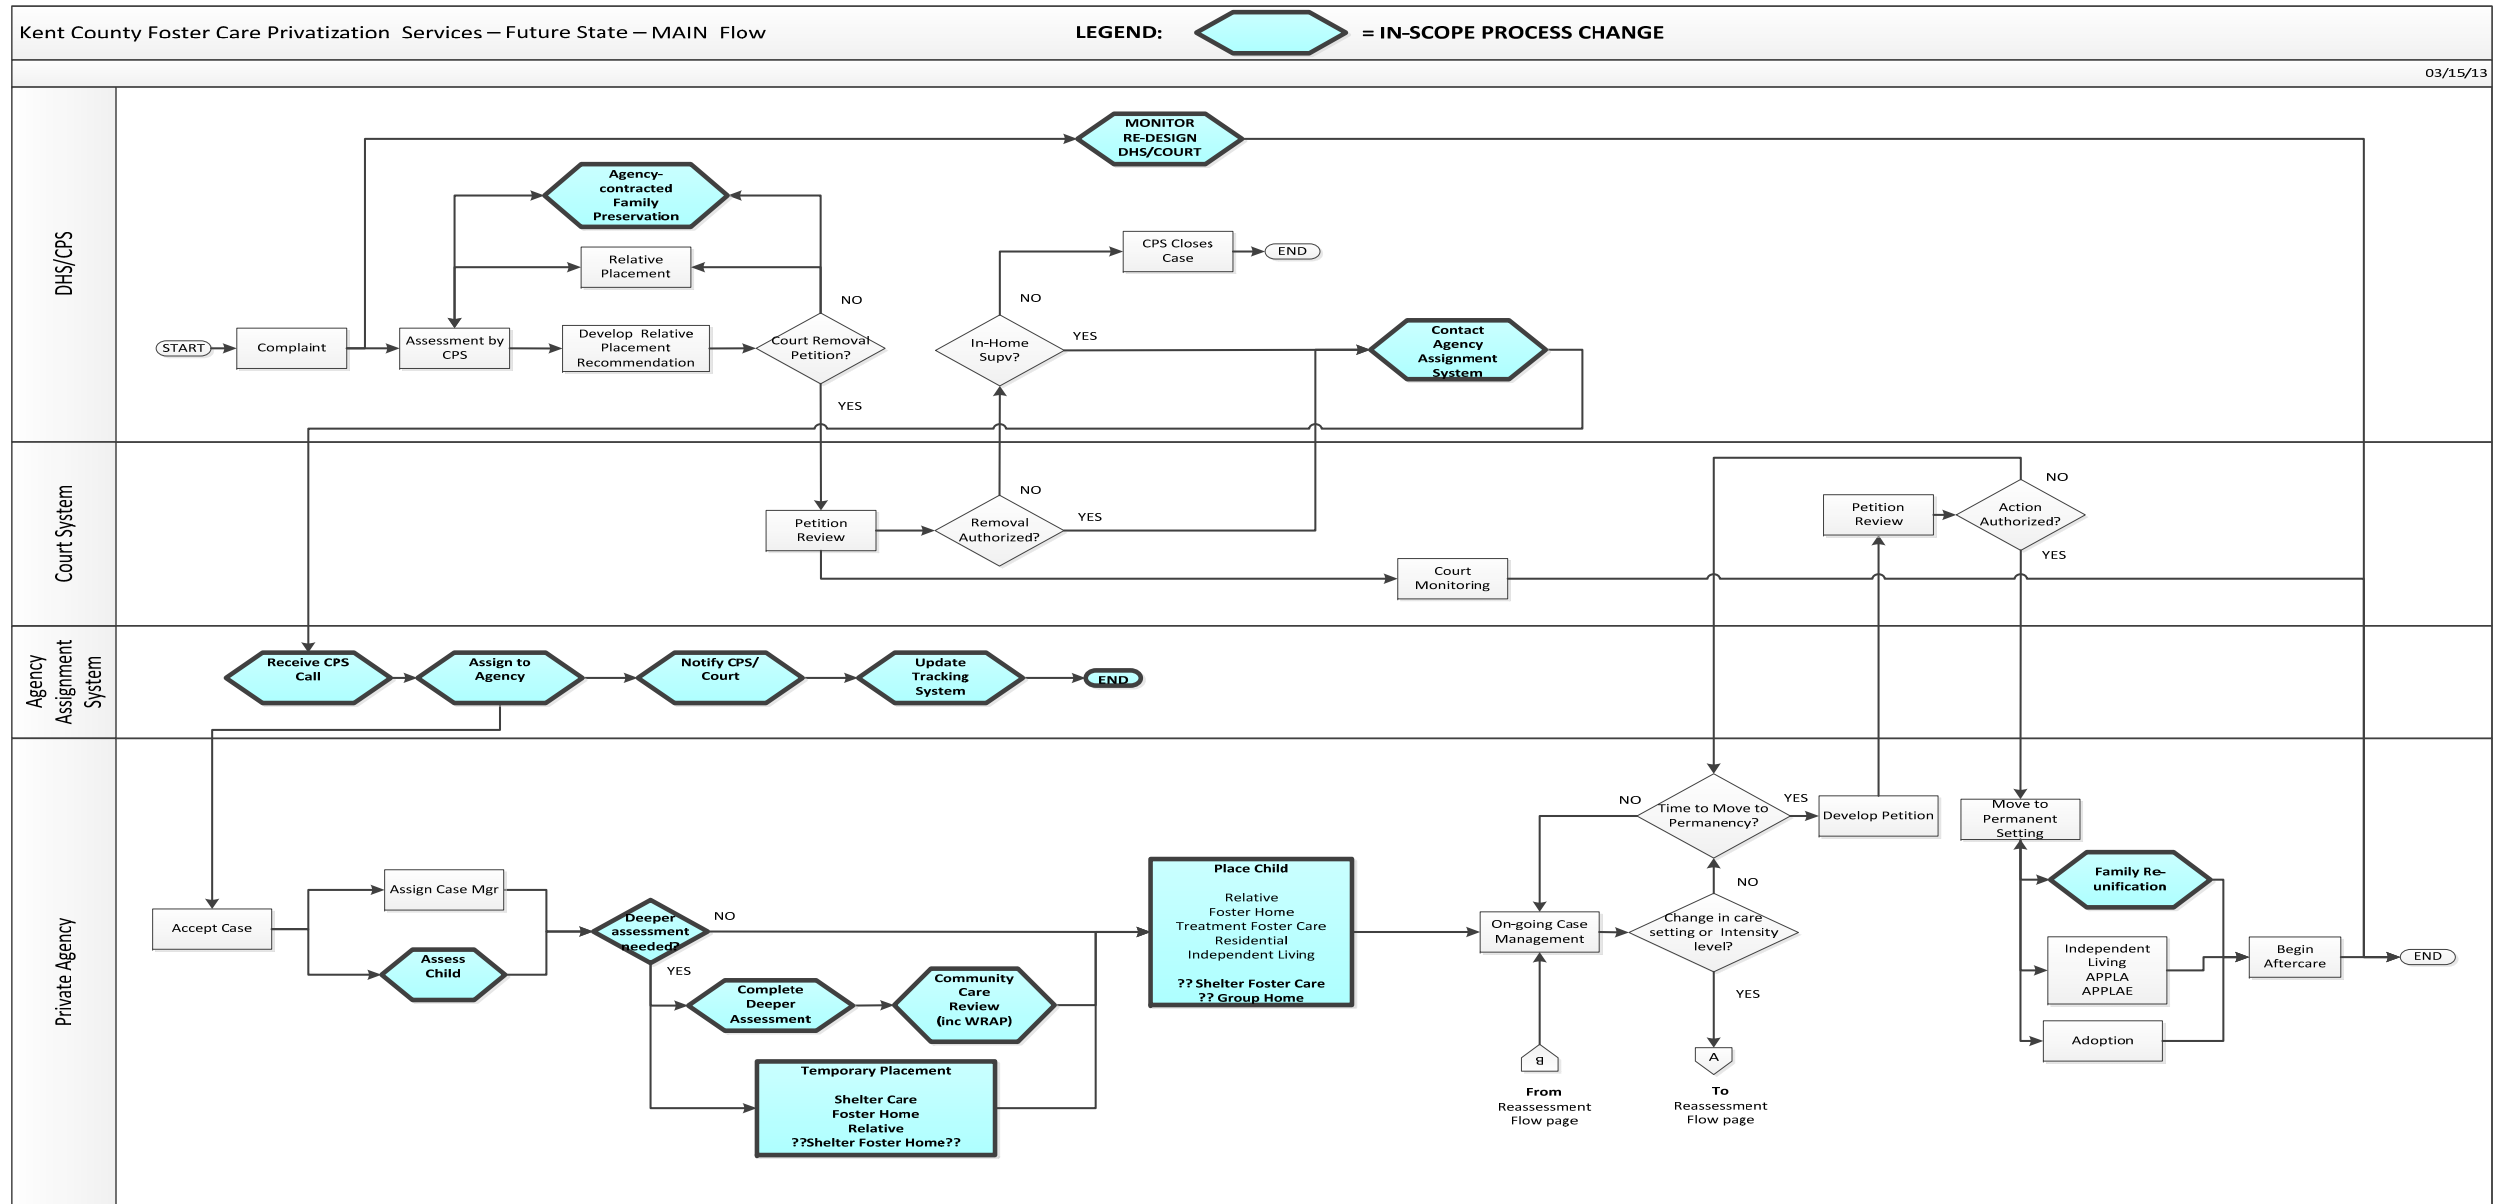 Kent County Foster Care Privatization Services – Future State – MAIN Flow
LEGEND:
= IN-SCOPE PROCESS CHANGE
03/15/13
DHS/CPS
MONITOR
RE-DESIGN
DHS/COURT
Agency-
contracted
Family
Preservation
Relative
Placement
CPS Closes
Case
END
NO
NO
START
Complaint
Assessment by
CPS
Develop Relative
Placement
Recommendation
Court Removal
Petition?
In-Home
Supv?
YES
Contact
Agency
Assignment
System
YES
Court System
Petition
Review
NO
Removal
Authorized?
YES
Court
Monitoring
Petition
Review
NO
Action
Authorized?
YES
Agency
Assignment
System
Receive CPS
Call
Assign to
Agency
Notify CPS/
Court
Update
Tracking
System
END
Private Agency
Accept Case
Assign Case Mgr
Assess
Child
Deeper
assessment
needed?
NO
YES
Complete
Deeper
Assessment
Community
Care
Review
(inc WRAP)
Temporary Placement
Shelter Care
Foster Home
Relative
??Shelter Foster Home??
Place Child
Relative
Foster Home
Treatment Foster Care
Residential
Independent Living
?? Shelter Foster Care
?? Group Home
On-going Case
Management
NO
Time to Move to
Permanency?
YES
Develop Petition
NO
Change in care
setting or Intensity
level?
YES
B
From
Reassessment
Flow page
A
To
Reassessment
Flow page
Move to
Permanent
Setting
Family Re-
unification
Independent
Living
APPLA
APPLAE
Adoption
Begin
Aftercare
END